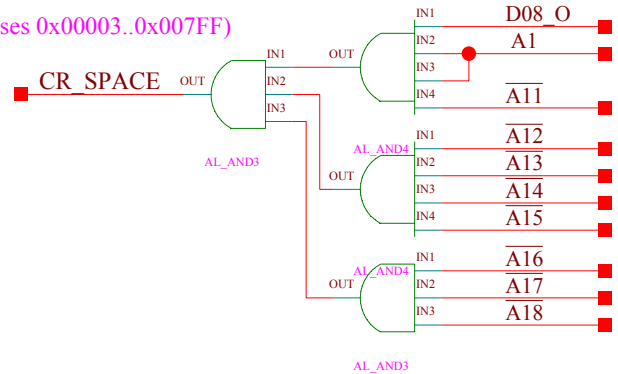 ses 0x00003..0x007FF)
CR_SPACE
OUT
IN1
IN2
IN3
AL_AND3
OUT
IN1
IN2
IN3
IN4
D08_O
A1
A11
AL_AND4
OUT
IN1
IN2
IN3
IN4
A12
A13
A14
A15
AL_AND4
OUT
IN1
IN2
IN3
A16
A17
A18
AL_AND3